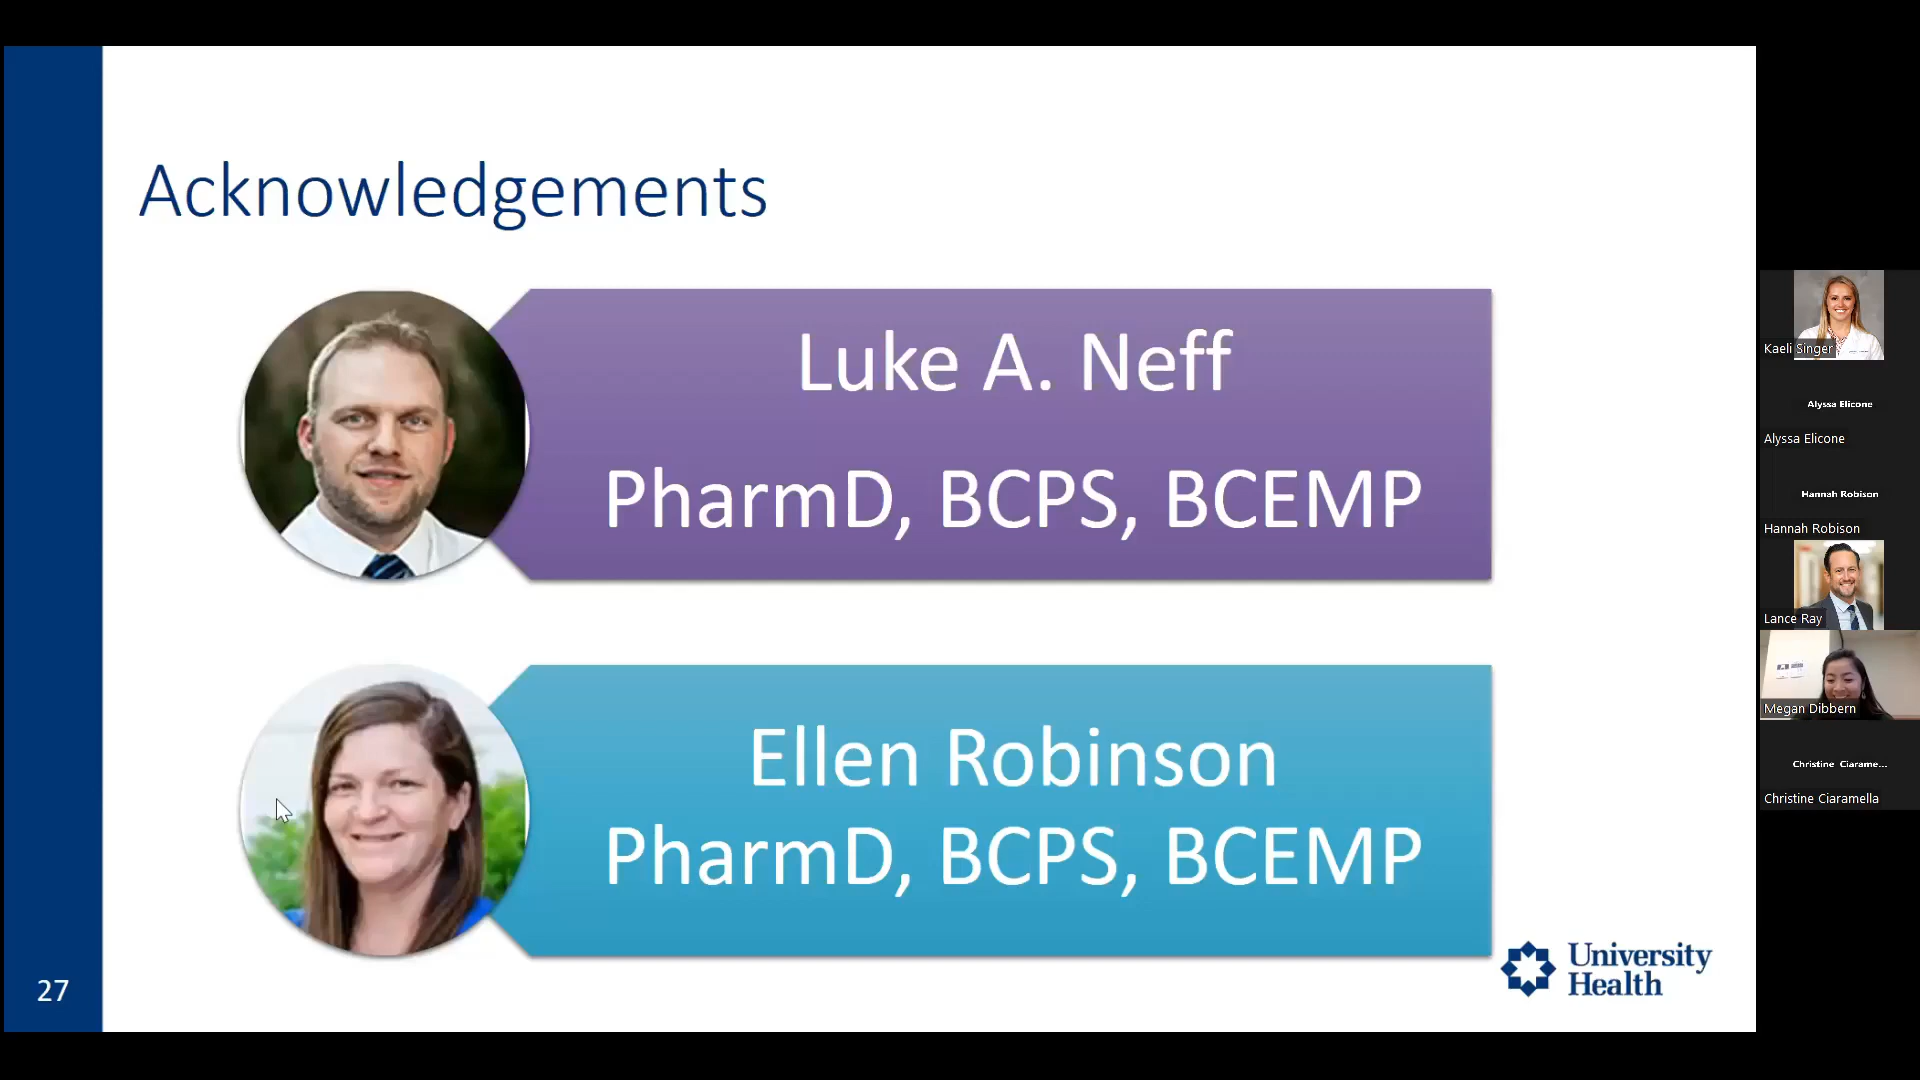 Acknowledgements
Luke A. Neff
PharmD, BCPS, BCEMP
Ellen Robinson
PharmD, BCPS, BCEMP
University
Health
27
Kaeli Singer
Alyssa Elicone
Alyssa Elicone
Hannah Robison
Hannah Robison
Lance Ray
Megan Dibbern
Christine Ciarame...
Christine Ciaramella